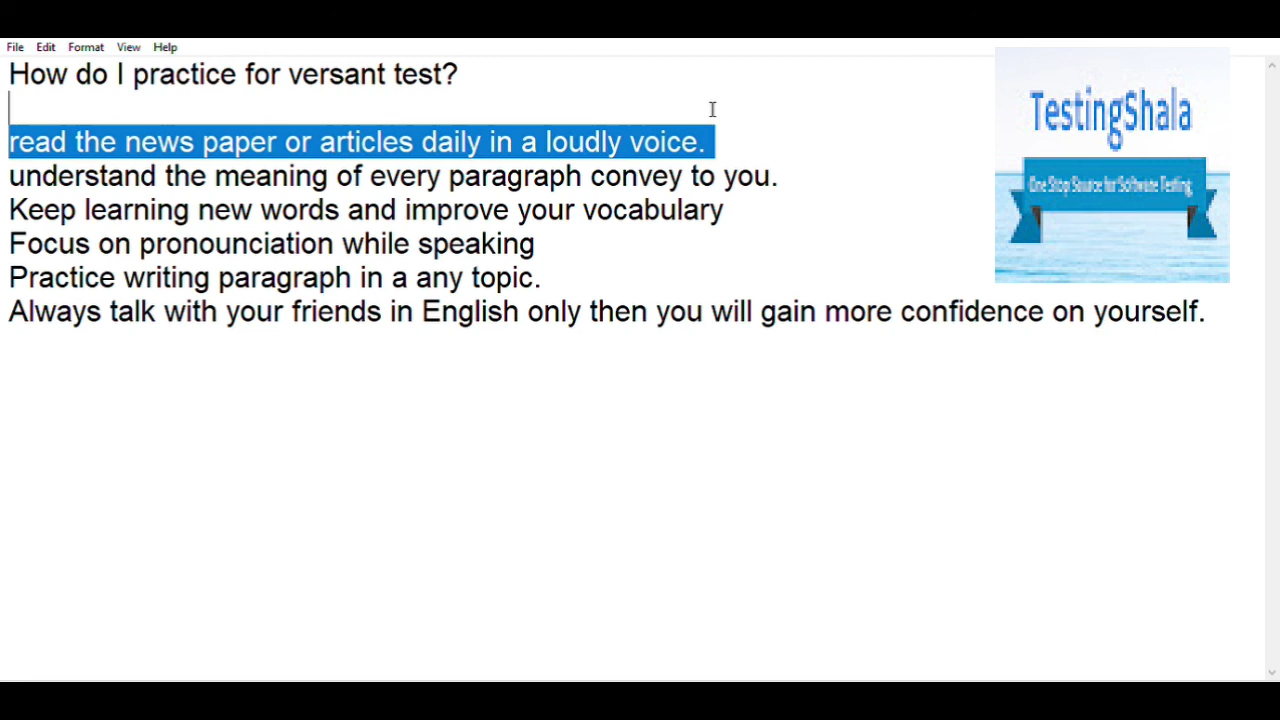 File Edit Format View Help
How do I practice for versant test?
read the news paper or articles daily in a loudly voice.
understand the meaning of every paragraph convey to you.
Keep learning new words and improve your vocabulary
Focus on pronounciation while speaking
Practice writing paragraph in a any topic.
Always talk with your friends in English only then you will gain more confidence on yourself.
TestingShala
One Stop Source for Software Testing